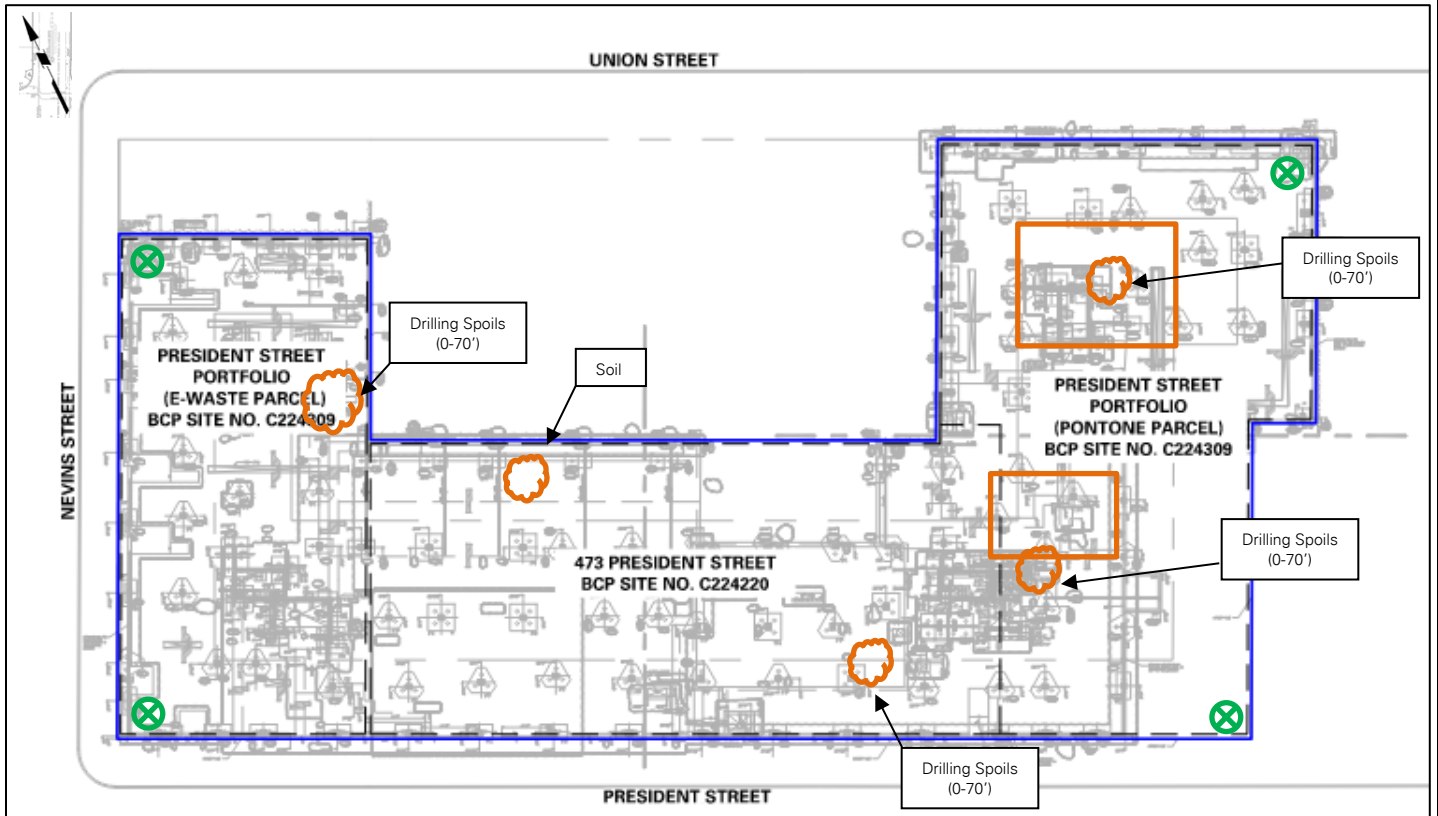 UNION STREET
Drilling Spoils
(0-70')
Drilling Spoils
(0-70')
Soil
PRESIDENT STREET
PORTFOLIO
(E-WASTE PARCEL)
BCP SITE NO. C224309
PRESIDENT STREET
PORTFOLIO
(PONTONE PARCEL)
BCP SITE NO. C224309
NEVINS STREET
473 PRESIDENT STREET
BCP SITE NO. C224220
Drilling Spoils
(0-70')
Drilling Spoils
(0-70')
PRESIDENT STREET